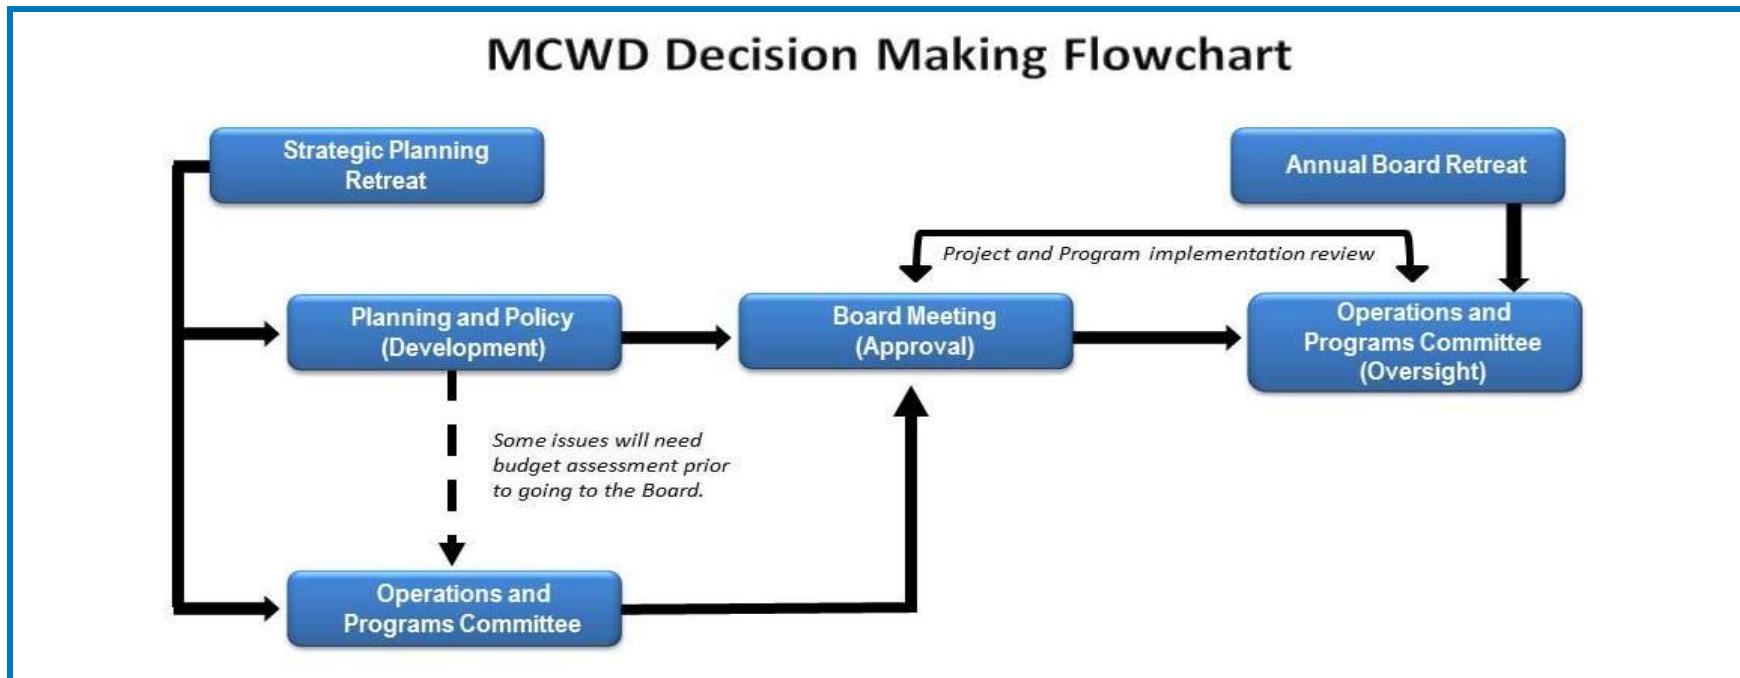 MCWD Decision Making Flowchart
Strategic Planning
Retreat
Annual Board Retreat
Project and Program implementation review
Planning and Policy
(Development)
Board Meeting
(Approval)
Operations and
Programs Committee
(Oversight)
Some issues will need
budget assessment prior
to going to the Board.
Operations and
Programs Committee